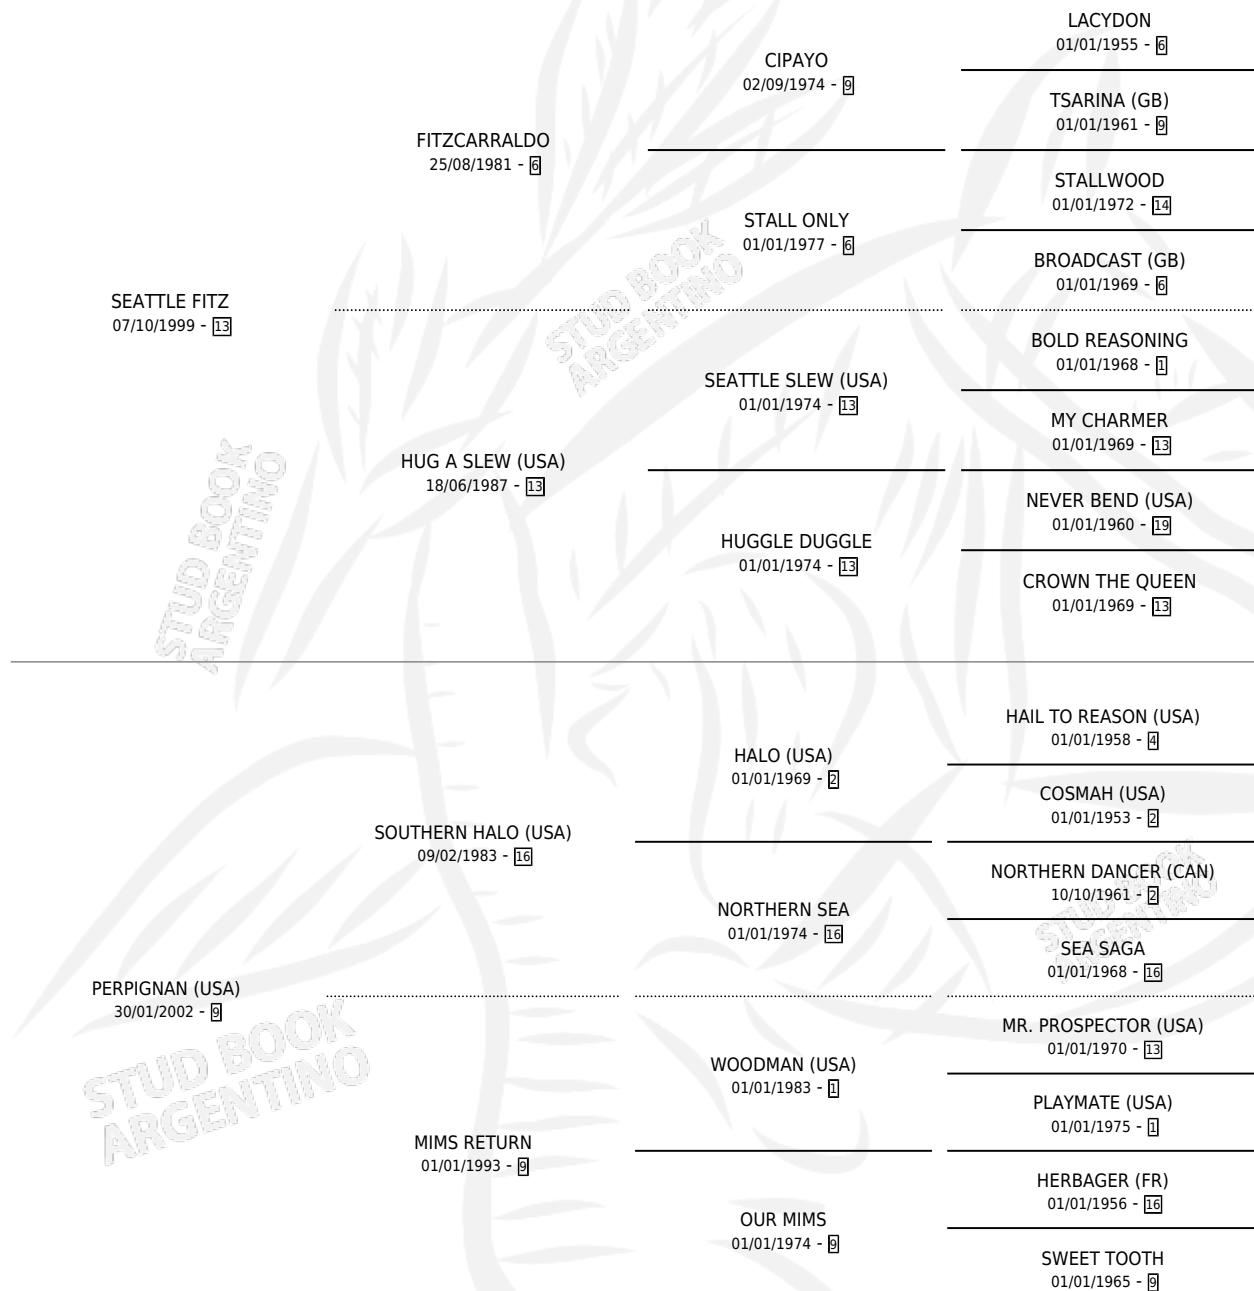 LACYDON
01/01/1955 - 6
CIPAYO
02/09/1974 - 9
TSARINA (GB)
01/01/1961 - 9
FITZCARRALDO
25/08/1981 - 6
STALLWOOD
01/01/1972 - 14
STALL ONLY
01/01/1977 - 6
BROADCAST (GB)
01/01/1969 - 6
SEATTLE FITZ
07/10/1999 - 13
BOLD REASONING
01/01/1968 - 1
SEATTLE SLEW (USA)
01/01/1974 - 13
MY CHARMER
01/01/1969 - 13
HUG A SLEW (USA)
18/06/1987 - 13
NEVER BEND (USA)
01/01/1960 - 19
HUGGLE DUGGLE
01/01/1974 - 13
CROWN THE QUEEN
01/01/1969 - 13
STUD BOOK
ARGENTINO
STUD BOOK
ARGENTINO
HAIL TO REASON (USA)
01/01/1958 - 4
HALO (USA)
01/01/1969 - 2
COSMAH (USA)
01/01/1953 - 2
SOUTHERN HALO (USA)
09/02/1983 - 16
NORTHERN DANCER (CAN)
10/10/1961 - 2
NORTHERN SEA
01/01/1974 - 16
SEA SAGA
01/01/1968 - 16
PERPIGNAN (USA)
30/01/2002 - 9
MR. PROSPECTOR (USA)
01/01/1970 - 13
WOODMAN (USA)
01/01/1983 - 1
PLAYMATE (USA)
01/01/1975 - 1
MIMS RETURN
01/01/1993 - 9
HERBAGER (FR)
01/01/1956 - 16
OUR MIMS
01/01/1974 - 9
SWEET TOOTH
01/01/1965 - 9
STUD BOOK
ARGENTINO
STUD BOOK
ARGENTINO